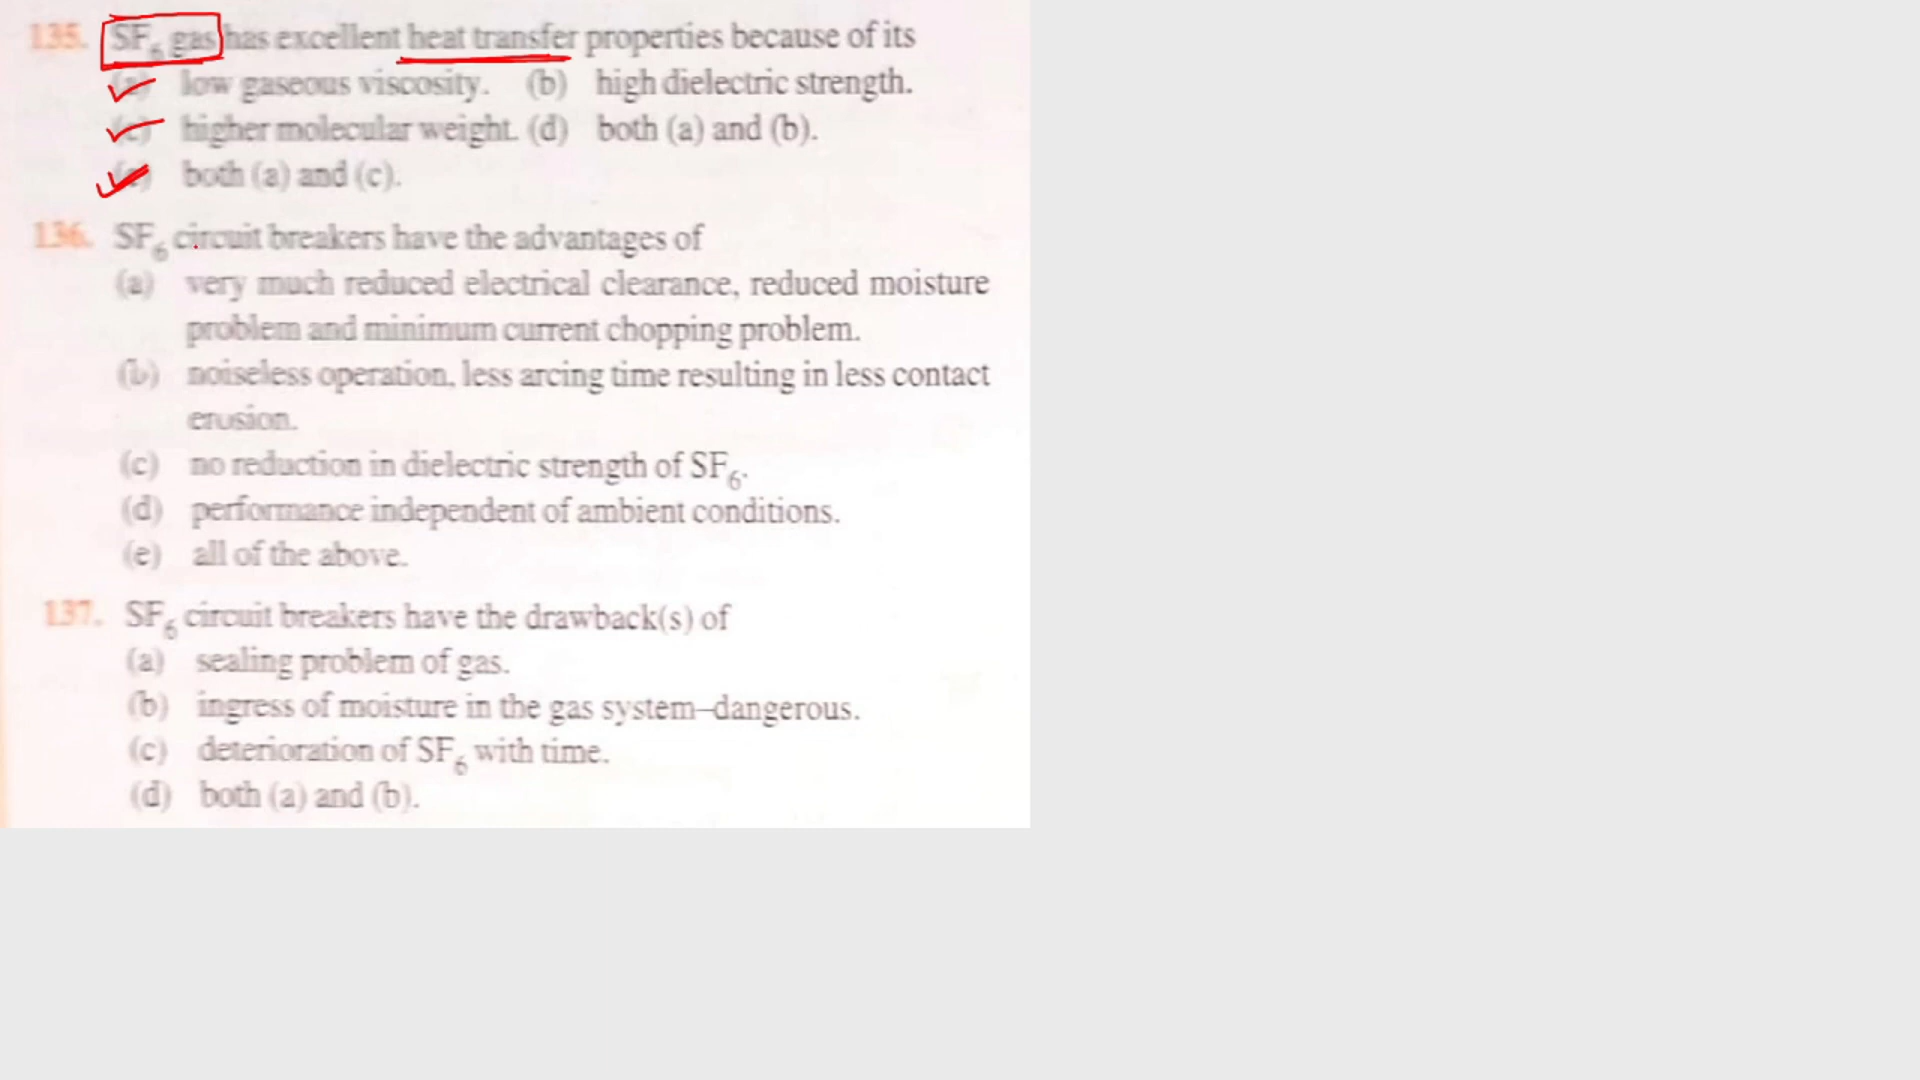 135. SF6 gas has excellent heat transfer properties because of its
(a) low gaseous viscosity. (b) high dielectric strength.
(c) higher molecular weight. (d) both (a) and (b).
(e) both (a) and (c).
136. SF6 circuit breakers have the advantages of
(a) very much reduced electrical clearance, reduced moisture
problem and minimum current chopping problem.
(b) noiseless operation, less arcing time resulting in less contact
erosion.
(c) no reduction in dielectric strength of SF6.
(d) performance independent of ambient conditions.
(e) all of the above.
137. SF6 circuit breakers have the drawback(s) of
(a) sealing problem of gas.
(b) ingress of moisture in the gas system–dangerous.
(c) deterioration of SF6 with time.
(d) both (a) and (b).